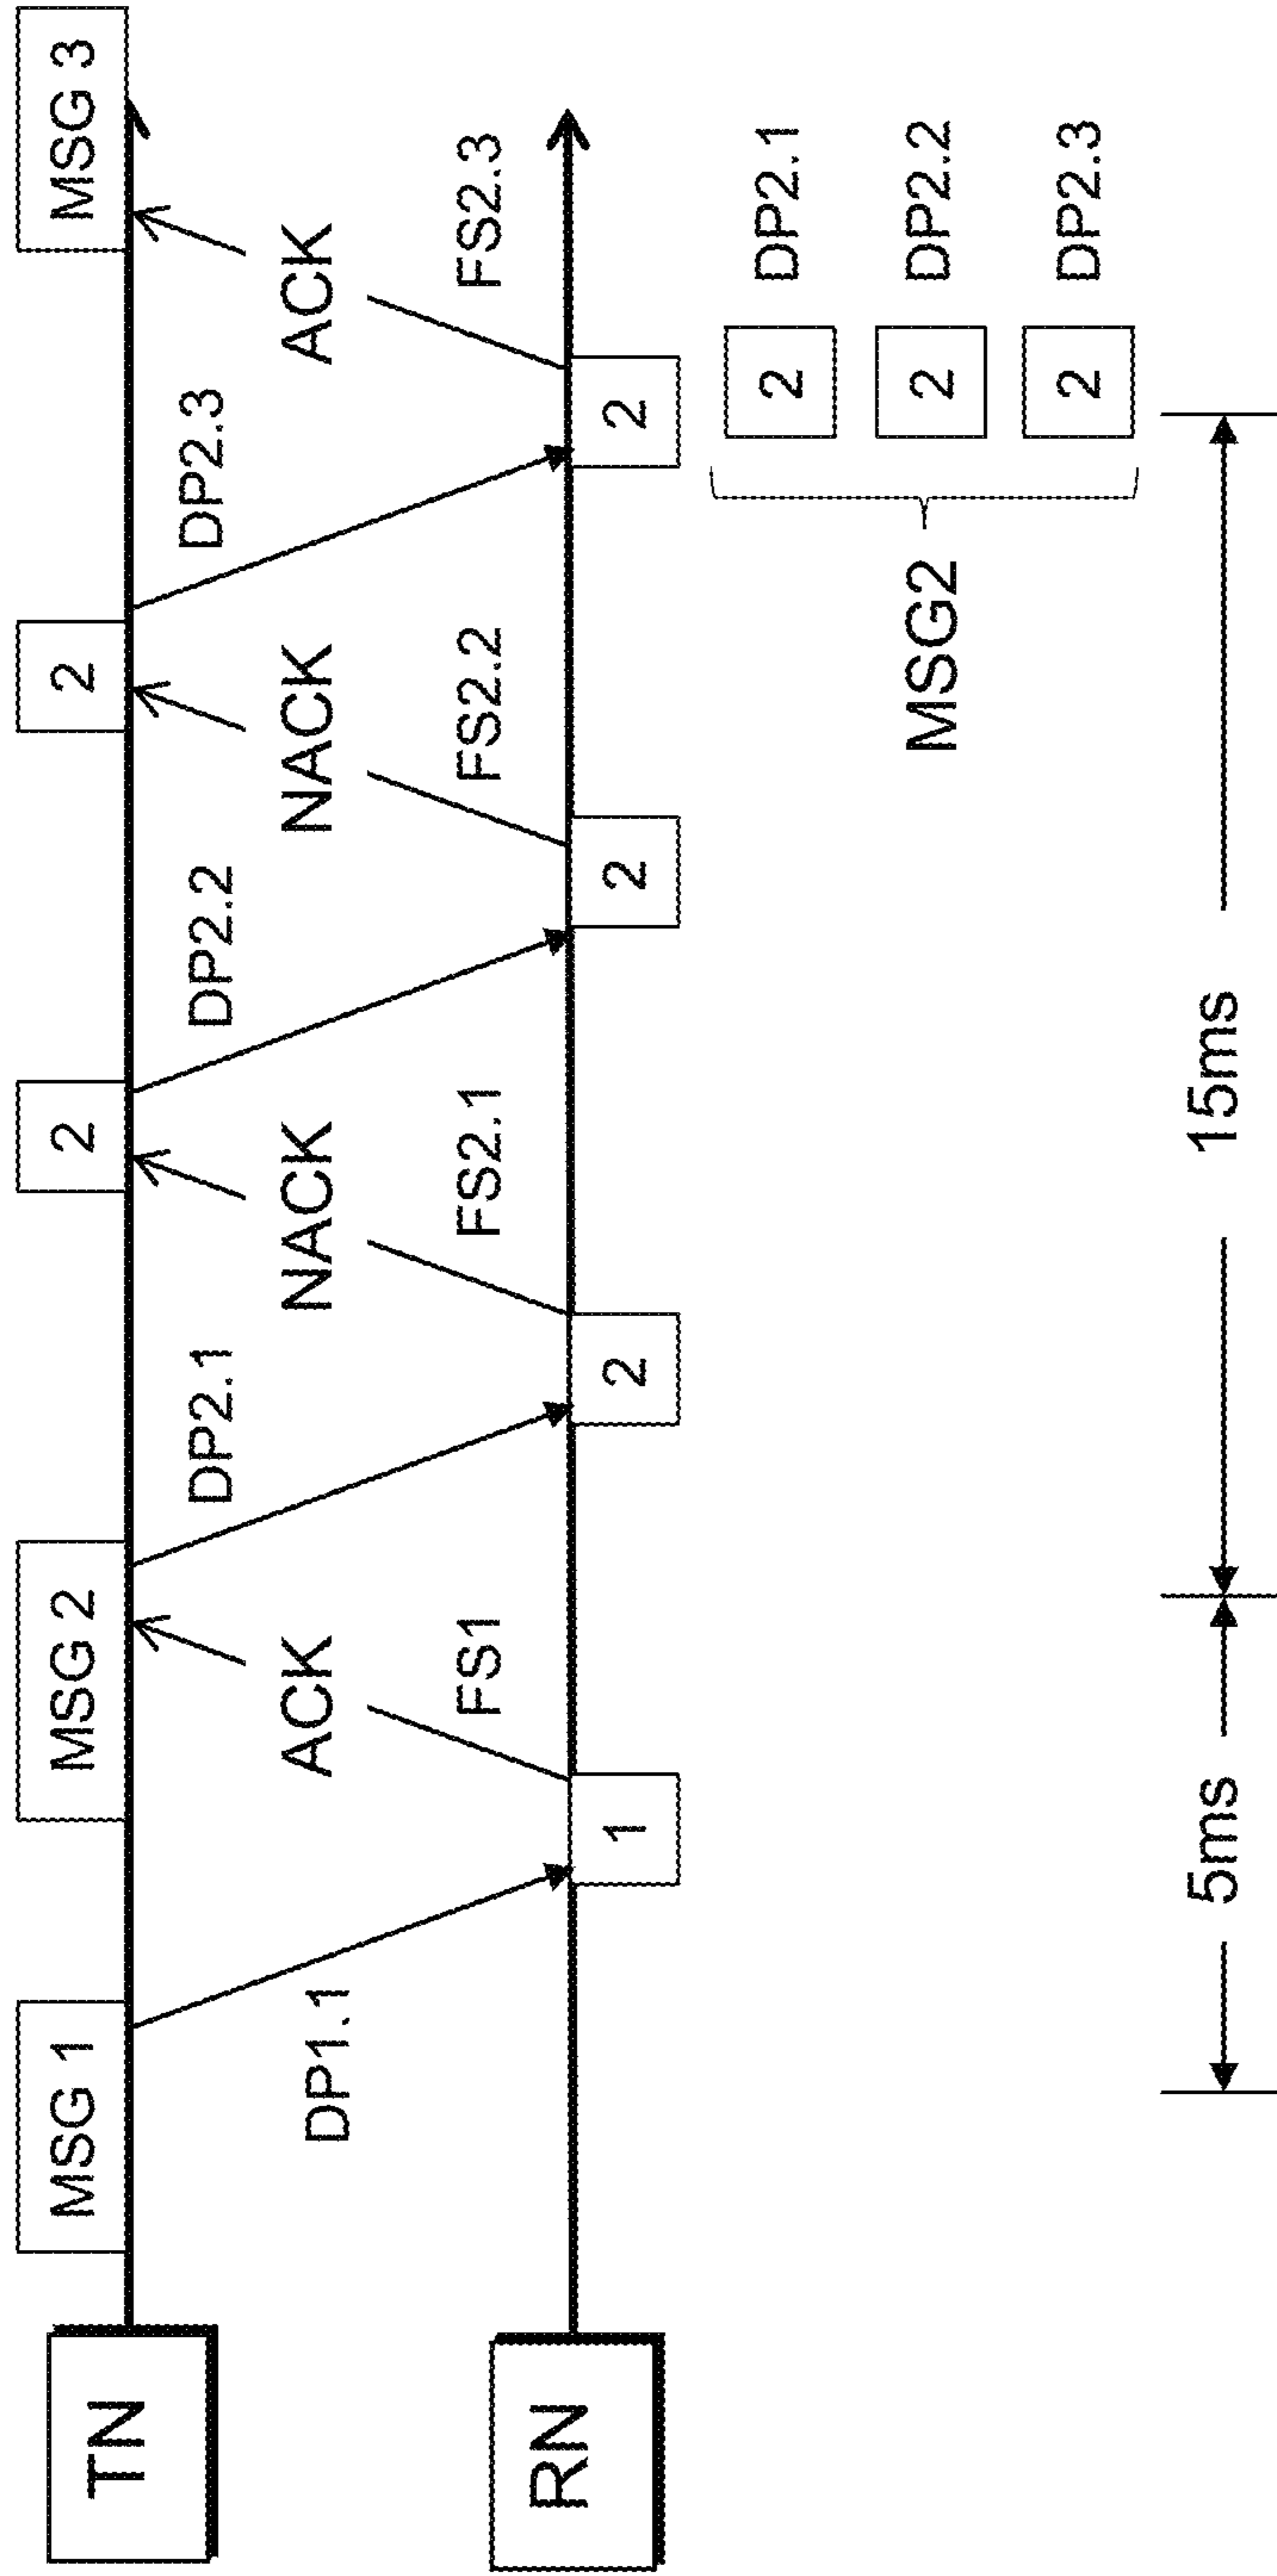 MSG 1
MSG 2
2
2
MSG 3
TN
DP1.1
DP2.1
DP2.2
DP2.3
ACK
NACK
NACK
ACK
FS1
FS2.1
FS2.2
FS2.3
RN
1
2
2
2
MSG2
2 DP2.1
2 DP2.2
2 DP2.3
5ms
15ms